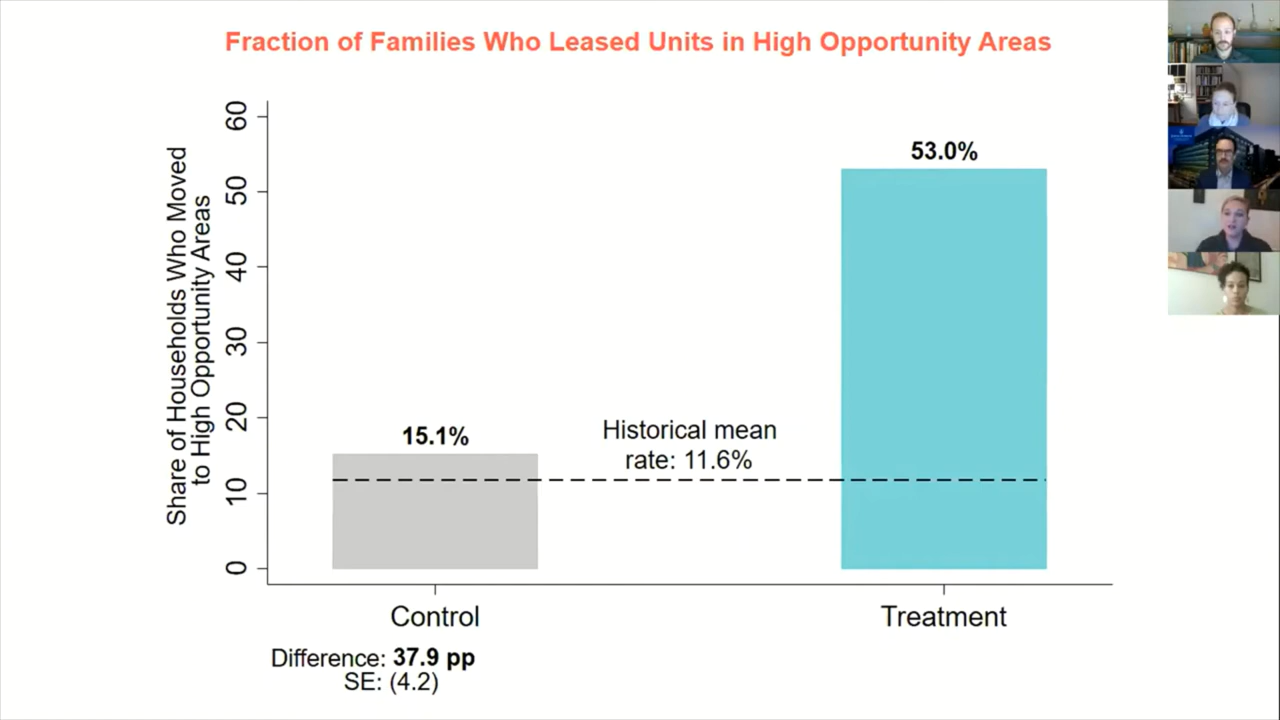 Fraction of Families Who Leased Units in High Opportunity Areas
Share of Households Who Moved
to High Opportunity Areas
60
50
40
30
20
10
0
53.0%
15.1%
Historical mean
rate: 11.6%
Control
Treatment
Difference: 37.9 pp
SE: (4.2)